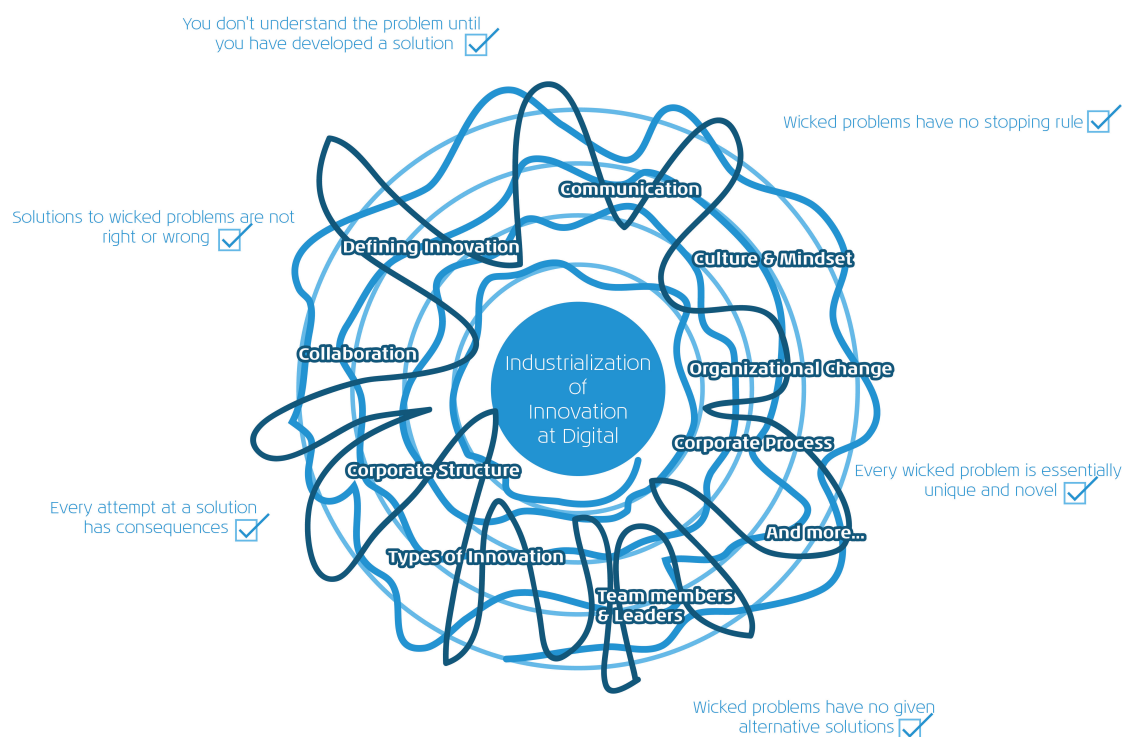 You don't understand the problem until
you have developed a solution
Wicked problems have no stopping rule
Communication
Solutions to wicked problems are not
right or wrong
Defining Innovation
Culture & Mindset
Collaboration
Industrialization
of
Innovation
at Digital
Organizational Change
Corporate Process
Corporate Structure
Every wicked problem is essentially
unique and novel
Every attempt at a solution
has consequences
And more...
Types of Innovation
Team members
& Leaders
Wicked problems have no given
alternative solutions